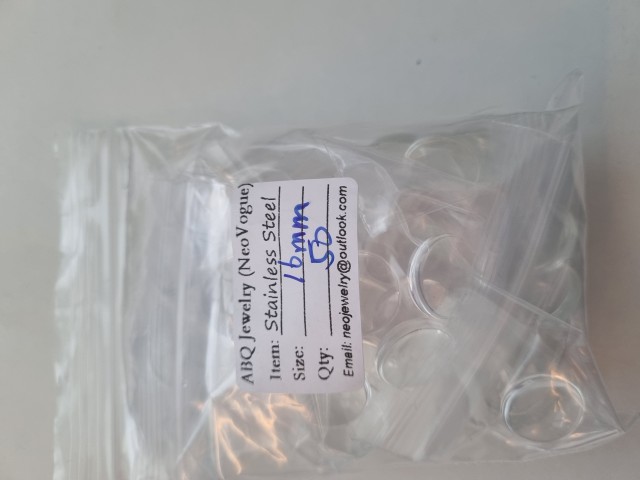 ABQ Jewelry (NeoVogue)
Item: Stainless Steel
Size: 16mm
Qty: 50
Email: neojewelry@outlook.com